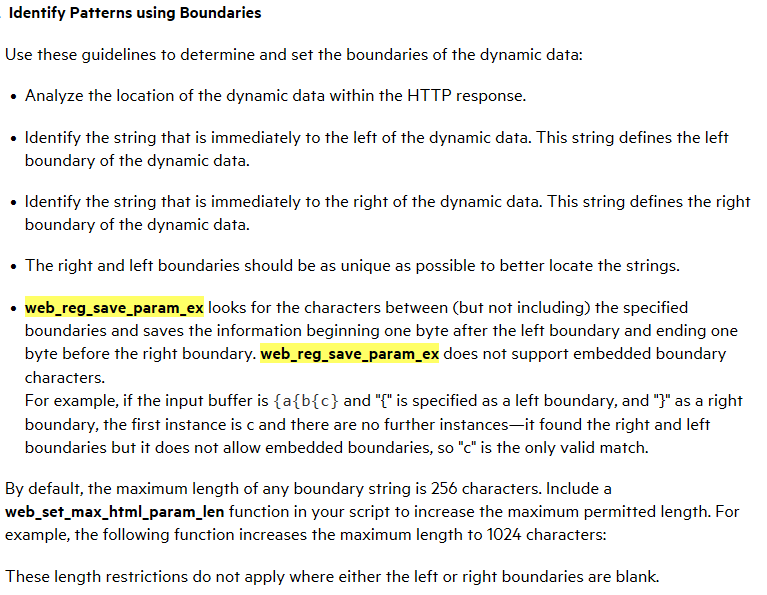 Identify Patterns using Boundaries
Use these guidelines to determine and set the boundaries of the dynamic data:
• Analyze the location of the dynamic data within the HTTP response.
• Identify the string that is immediately to the left of the dynamic data. This string defines the left
boundary of the dynamic data.
• Identify the string that is immediately to the right of the dynamic data. This string defines the right
boundary of the dynamic data.
• The right and left boundaries should be as unique as possible to better locate the strings.
• web_reg_save_param_ex looks for the characters between (but not including) the specified
boundaries and saves the information beginning one byte after the left boundary and ending one
byte before the right boundary. web_reg_save_param_ex does not support embedded boundary
characters.
For example, if the input buffer is {a{b{c} and "{" is specified as a left boundary, and "}" as a right
boundary, the first instance is c and there are no further instances—it found the right and left
boundaries but it does not allow embedded boundaries, so "c" is the only valid match.
By default, the maximum length of any boundary string is 256 characters. Include a
web_set_max_html_param_len function in your script to increase the maximum permitted length. For
example, the following function increases the maximum length to 1024 characters:
These length restrictions do not apply where either the left or right boundaries are blank.